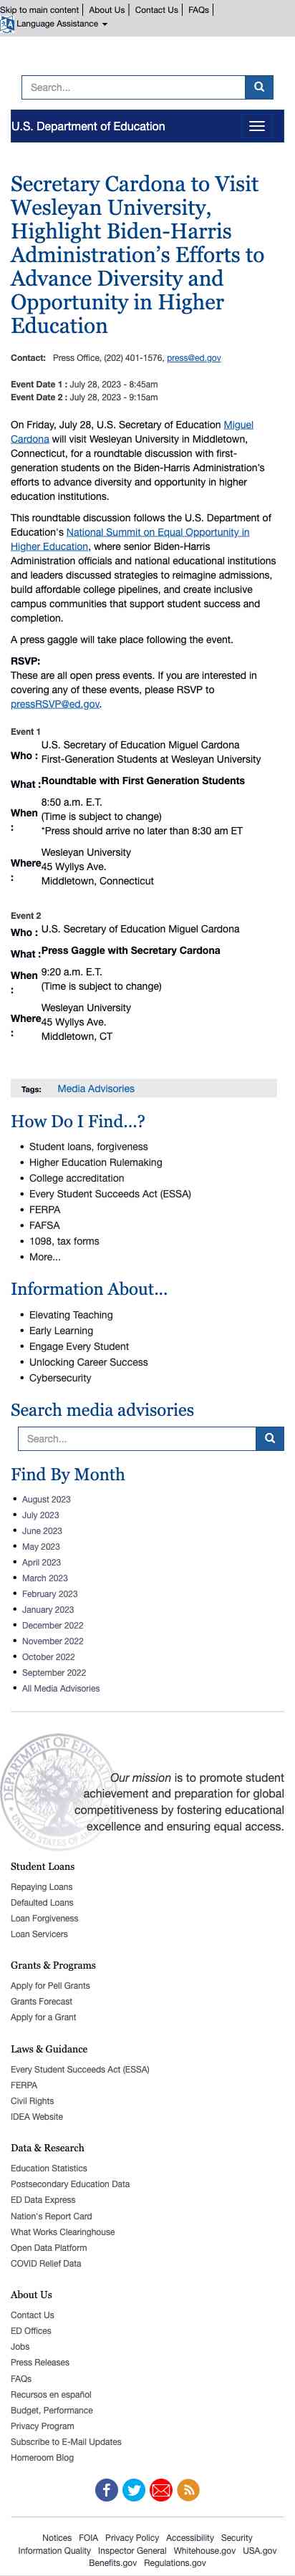 Skip to main content | About Us | Contact Us | FAQs |
Language Assistance
Search...
U.S. Department of Education
Secretary Cardona to Visit
Wesleyan University,
Highlight Biden-Harris
Administration's Efforts to
Advance Diversity and
Opportunity in Higher
Education
Contact: Press Office, (202) 401-1576, press@ed.gov
Event Date 1 : July 28, 2023 - 8:45am
Event Date 2 : July 28, 2023 - 9:15am
On Friday, July 28, U.S. Secretary of Education Miguel
Cardona will visit Wesleyan University in Middletown,
Connecticut, for a roundtable discussion with first-
generation students on the Biden-Harris Administration's
efforts to advance diversity and opportunity in higher
educational institutions.
This roundtable discussion follows the U.S. Department of
Education's National Summit on Equal Opportunity in
Higher Education, where senior Biden-Harris
Administration officials and national educational institutions
and leaders discussed strategies to reimagine admissions,
build affordable college pipelines, and create inclusive
campus communities that support student success and
completion.
A press gaggle will take place following the event.
RSVP:
These are all open press events. If you are interested in
covering any of these events, please RSVP to
pressRSVP@ed.gov.
Event 1
Who : U.S. Secretary of Education Miguel Cardona
First-Generation Students at Wesleyan University
What : Roundtable with First Generation Students
When : 8:50 a.m. E.T.
(Time is subject to change)
*Press should arrive no later than 8:30 am ET
Where : Wesleyan University
45 Wyllys Ave.
Middletown, Connecticut
Event 2
Who : U.S. Secretary of Education Miguel Cardona
What : Press Gaggle with Secretary Cardona
When : 9:20 a.m. E.T.
(Time is subject to change)
Where : Wesleyan University
45 Wyllys Ave.
Middletown, CT
Tags: Media Advisories
How Do I Find...?
Student loans, forgiveness
Higher Education Rulemaking
College accreditation
Every Student Succeeds Act (ESSA)
FERPA
FAFSA
1098, tax forms
More...
Information About...
Elevating Teaching
Early Learning
Engage Every Student
Unlocking Career Success
Cybersecurity
Search media advisories
Search...
Find By Month
August 2023
July 2023
June 2023
May 2023
April 2023
March 2023
February 2023
January 2023
December 2022
November 2022
October 2022
September 2022
All Media Advisories
Our mission is to promote student
achievement and preparation for global
competitiveness by fostering educational
excellence and ensuring equal access.
Student Loans
Repaying Loans
Defaulted Loans
Loan Forgiveness
Loan Servicers
Grants & Programs
Apply for Pell Grants
Grants Forecast
Apply for a Grant
Laws & Guidance
Every Student Succeeds Act (ESSA)
FERPA
Civil Rights
IDEA Website
Data & Research
Education Statistics
Postsecondary Education Data
ED Data Express
Nation's Report Card
What Works Clearinghouse
Open Data Platform
COVID Relief Data
About Us
Contact Us
ED Offices
Jobs
Press Releases
FAQs
Recursos en español
Budget, Performance
Privacy Program
Subscribe to E-Mail Updates
Homeroom Blog
Notices FOIA Privacy Policy Accessibility Security
Information Quality Inspector General Whitehouse.gov USA.gov
Benefits.gov Regulations.gov